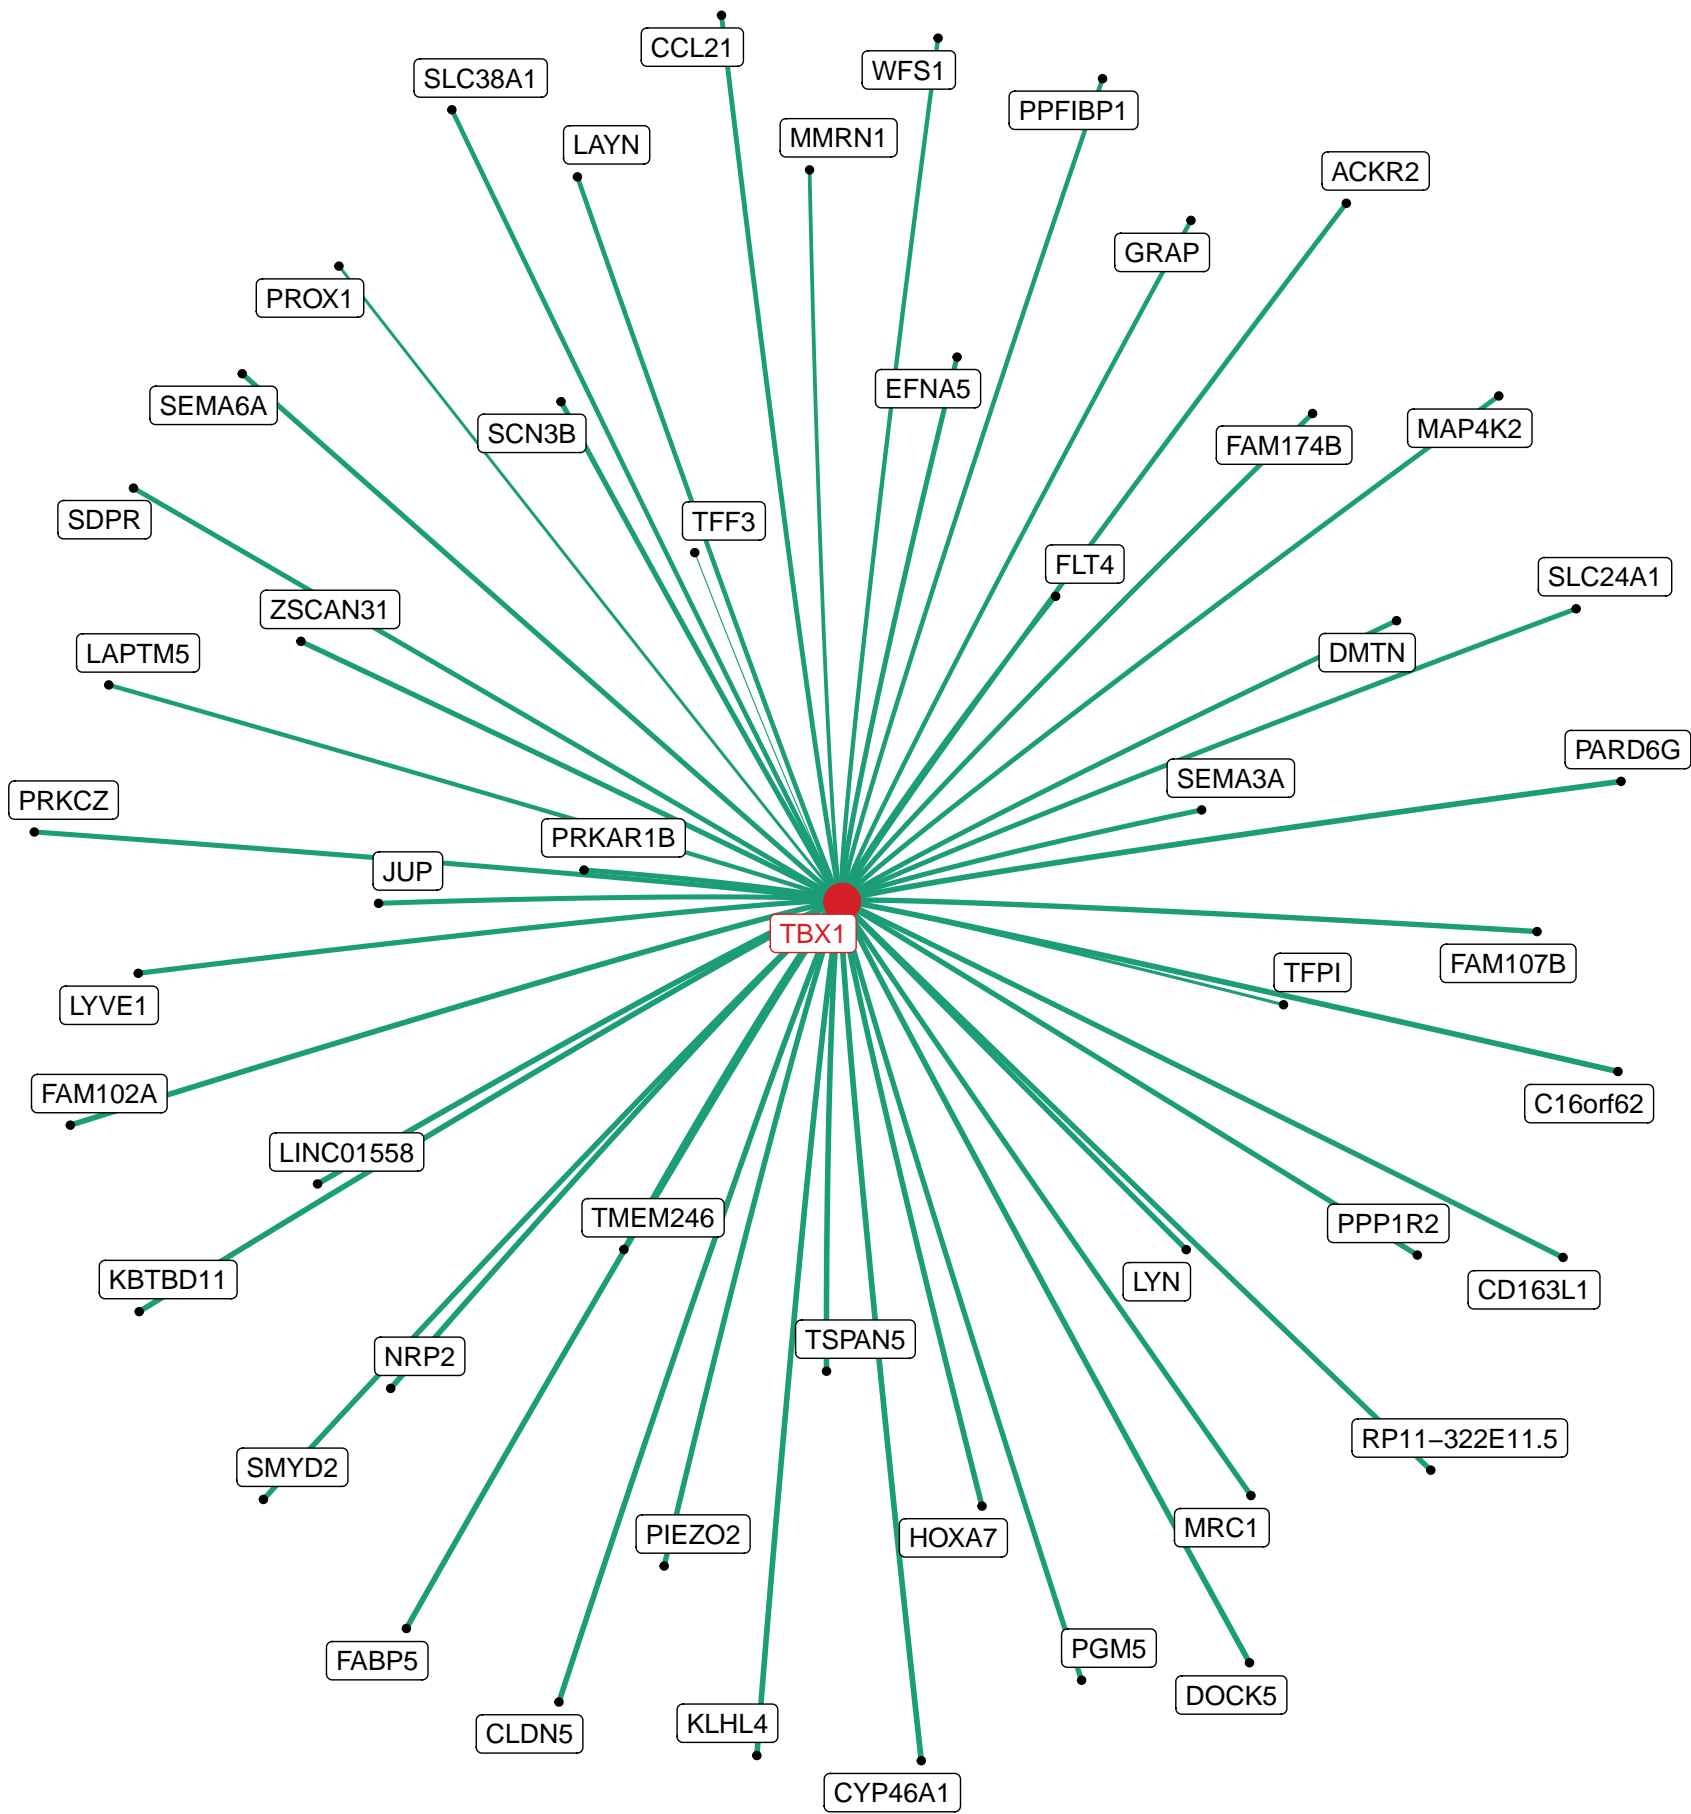 CCL21
WFS1
SLC38A1
PPFIBP1
MMRN1
LAYN
ACKR2
GRAP
PROX1
EFNA5
SEMA6A
MAP4K2
SCN3B
FAM174B
SDPR
TFF3
FLT4
SLC24A1
ZSCAN31
LAPTM5
DMTN
PARD6G
SEMA3A
PRKCZ
PRKAR1B
JUP
TBX1
FAM107B
TFPI
LYVE1
FAM102A
C16orf62
LINC01558
TMEM246
PPP1R2
KBTBD11
LYN
CD163L1
TSPAN5
NRP2
RP11−322E11.5
SMYD2
MRC1
PIEZO2
HOXA7
PGM5
FABP5
DOCK5
KLHL4
CLDN5
CYP46A1